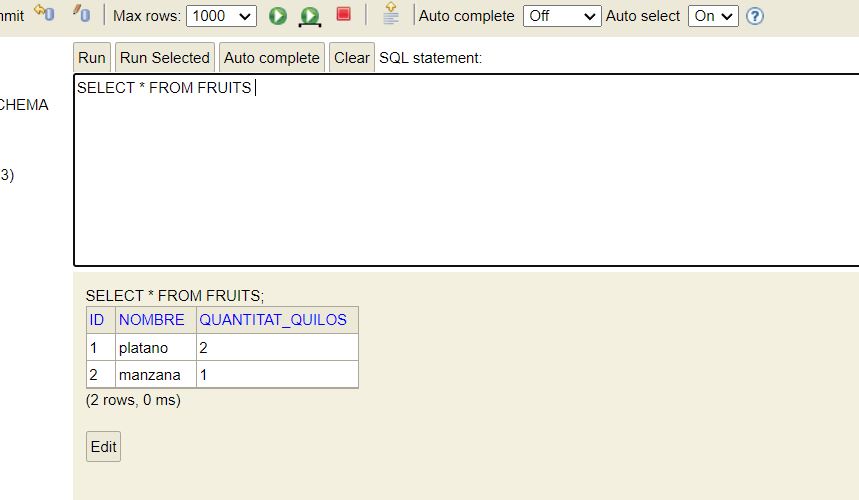 mmit Max rows: 1000 Auto complete Off Auto select On ?
Run Run Selected Auto complete Clear SQL statement:
SELECT * FROM FRUITS
CHEMA
3)
SELECT * FROM FRUITS;
ID NOMBRE QUANTITAT_QUILOS
1 platano 2
2 manzana 1
(2 rows, 0 ms)
Edit